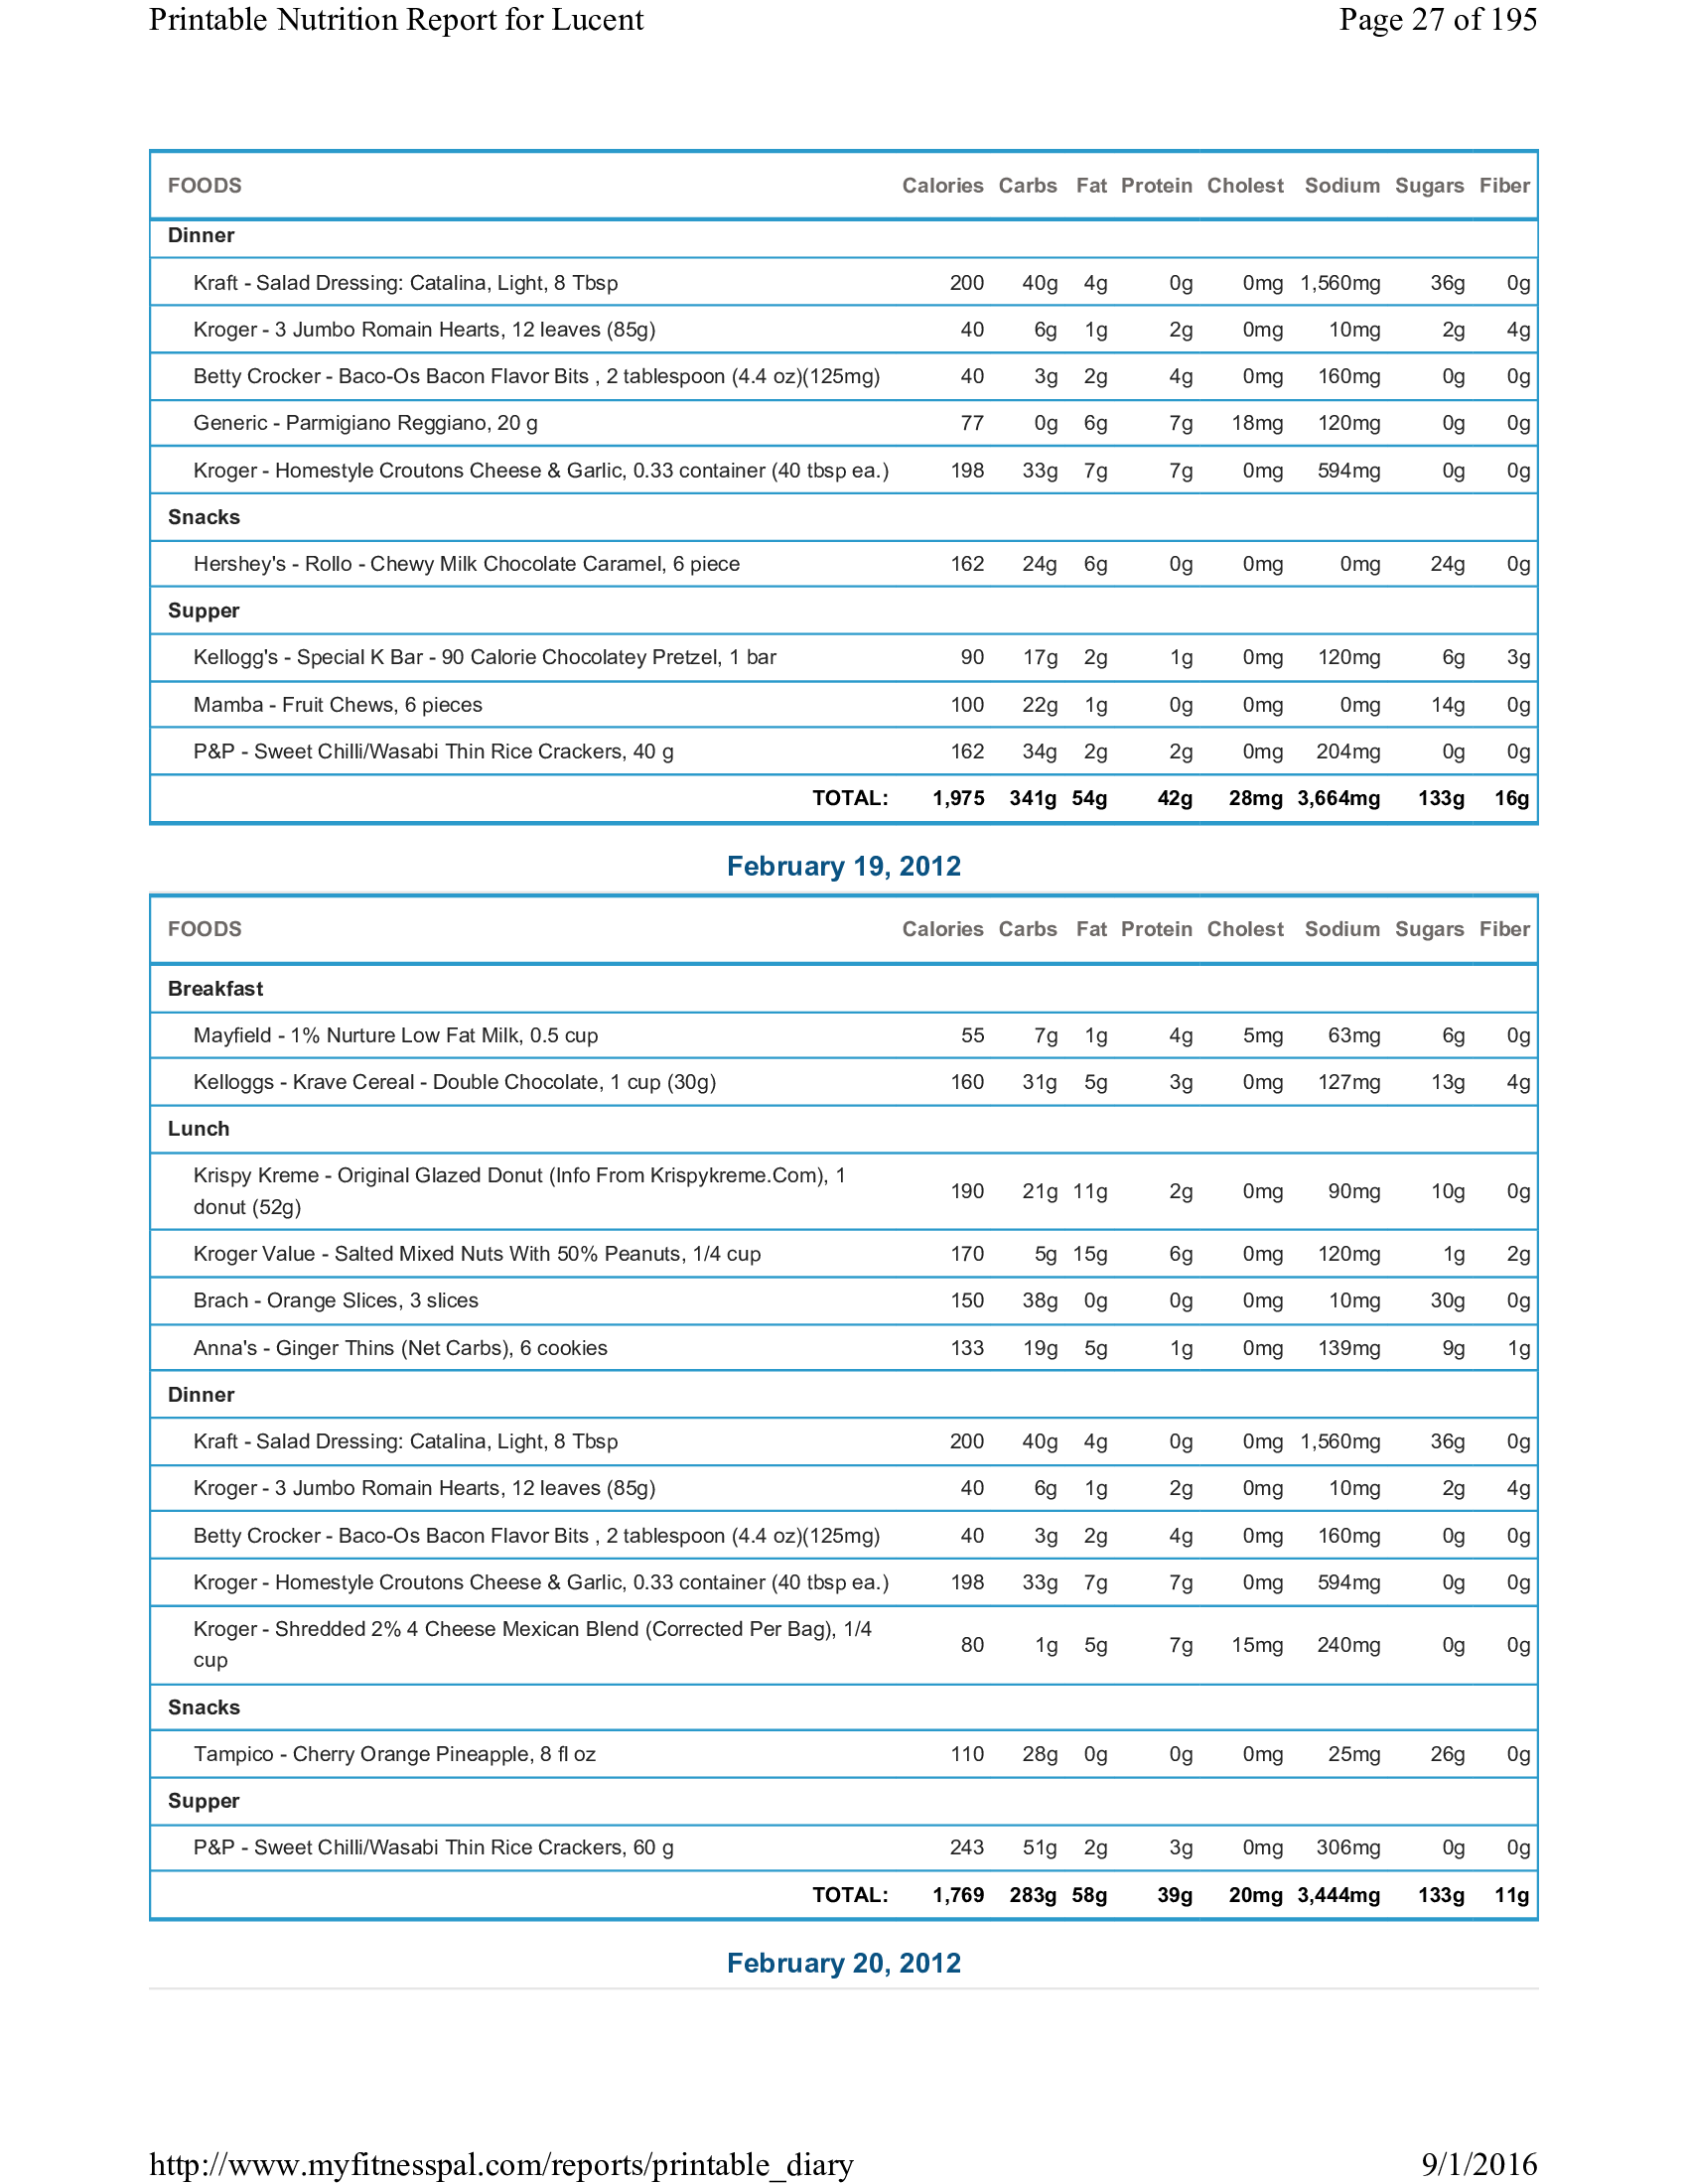 Printable Nutrition Report for Lucent Page 27 of 195
FOODS Calories Carbs Fat Protein Cholest Sodium Sugars Fiber
Dinner
Kraft - Salad Dressing: Catalina, Light, 8 Tbsp 200 40g 4g 0g 0mg 1,560mg 36g 0g
Kroger - 3 Jumbo Romain Hearts, 12 leaves (85g) 40 6g 1g 2g 0mg 10mg 2g 4g
Betty Crocker - Baco-Os Bacon Flavor Bits , 2 tablespoon (4.4 oz)(125mg) 40 3g 2g 4g 0mg 160mg 0g 0g
Generic - Parmigiano Reggiano, 20 g 77 0g 6g 7g 18mg 120mg 0g 0g
Kroger - Homestyle Croutons Cheese & Garlic, 0.33 container (40 tbsp ea.) 198 33g 7g 7g 0mg 594mg 0g 0g
Snacks
Hershey's - Rollo - Chewy Milk Chocolate Caramel, 6 piece 162 24g 6g 0g 0mg 0mg 24g 0g
Supper
Kellogg's - Special K Bar - 90 Calorie Chocolatey Pretzel, 1 bar 90 17g 2g 1g 0mg 120mg 6g 3g
Mamba - Fruit Chews, 6 pieces 100 22g 1g 0g 0mg 0mg 14g 0g
P&P - Sweet Chilli/Wasabi Thin Rice Crackers, 40 g 162 34g 2g 2g 0mg 204mg 0g 0g
TOTAL: 1,975 341g 54g 42g 28mg 3,664mg 133g 16g
February 19, 2012
FOODS Calories Carbs Fat Protein Cholest Sodium Sugars Fiber
Breakfast
Mayfield - 1% Nurture Low Fat Milk, 0.5 cup 55 7g 1g 4g 5mg 63mg 6g 0g
Kelloggs - Krave Cereal - Double Chocolate, 1 cup (30g) 160 31g 5g 3g 0mg 127mg 13g 4g
Lunch
Krispy Kreme - Original Glazed Donut (Info From Krispykreme.Com), 1
donut (52g) 190 21g 11g 2g 0mg 90mg 10g 0g
Kroger Value - Salted Mixed Nuts With 50% Peanuts, 1/4 cup 170 5g 15g 6g 0mg 120mg 1g 2g
Brach - Orange Slices, 3 slices 150 38g 0g 0g 0mg 10mg 30g 0g
Anna's - Ginger Thins (Net Carbs), 6 cookies 133 19g 5g 1g 0mg 139mg 9g 1g
Dinner
Kraft - Salad Dressing: Catalina, Light, 8 Tbsp 200 40g 4g 0g 0mg 1,560mg 36g 0g
Kroger - 3 Jumbo Romain Hearts, 12 leaves (85g) 40 6g 1g 2g 0mg 10mg 2g 4g
Betty Crocker - Baco-Os Bacon Flavor Bits , 2 tablespoon (4.4 oz)(125mg) 40 3g 2g 4g 0mg 160mg 0g 0g
Kroger - Homestyle Croutons Cheese & Garlic, 0.33 container (40 tbsp ea.) 198 33g 7g 7g 0mg 594mg 0g 0g
Kroger - Shredded 2% 4 Cheese Mexican Blend (Corrected Per Bag), 1/4
cup 80 1g 5g 7g 15mg 240mg 0g 0g
Snacks
Tampico - Cherry Orange Pineapple, 8 fl oz 110 28g 0g 0g 0mg 25mg 26g 0g
Supper
P&P - Sweet Chilli/Wasabi Thin Rice Crackers, 60 g 243 51g 2g 3g 0mg 306mg 0g 0g
TOTAL: 1,769 283g 58g 39g 20mg 3,444mg 133g 11g
February 20, 2012
http://www.myfitnesspal.com/reports/printable_diary 9/1/2016